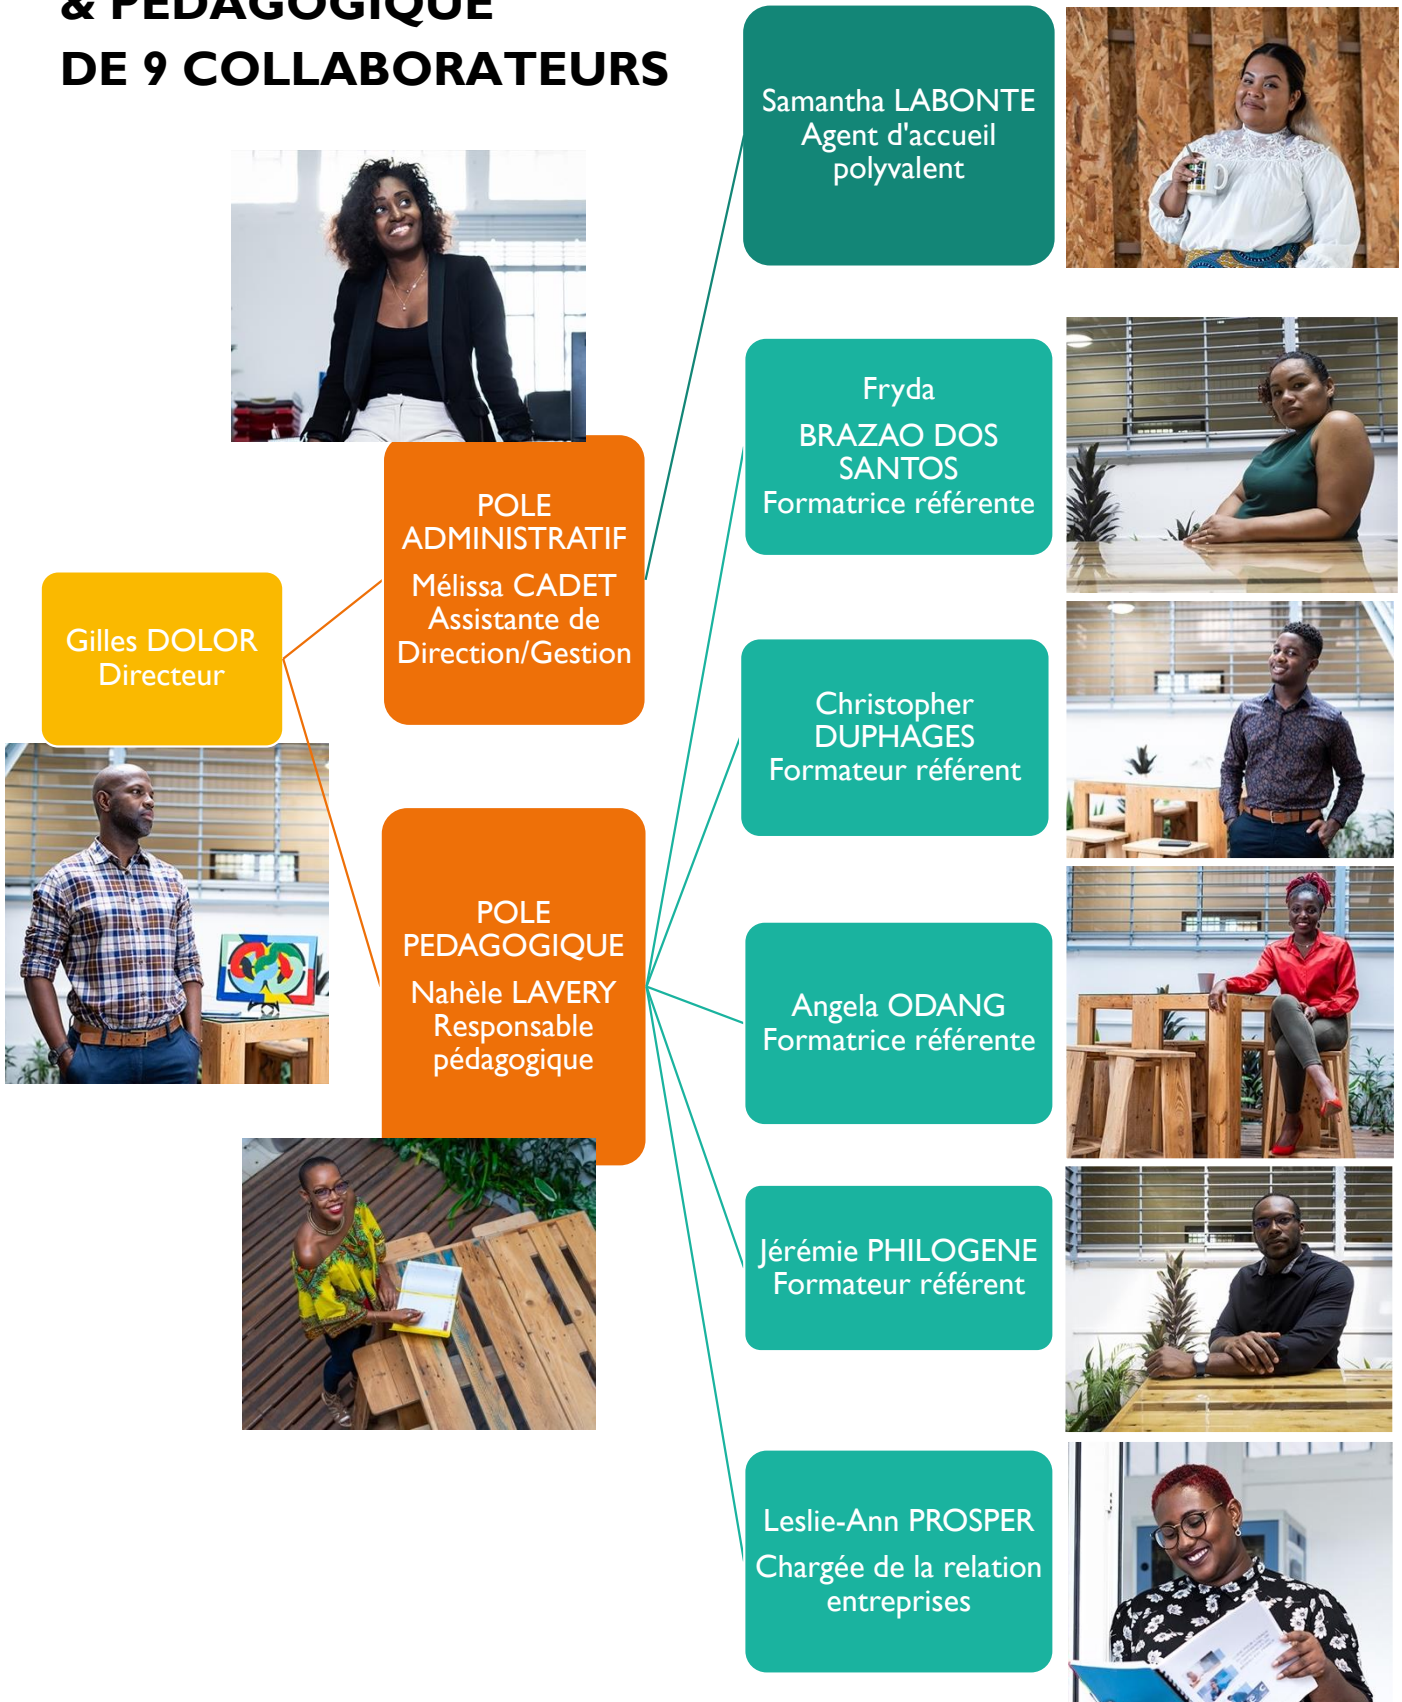 & PEDAGOGIQUE
DE 9 COLLABORATEURS
Samantha LABONTE
Agent d'accueil
polyvalent
Fryda
BRAZAO DOS
SANTOS
Formatrice référente
POLE
ADMINISTRATIF
Mélissa CADET
Assistante de
Direction/Gestion
Gilles DOLOR
Directeur
Christopher
DUPHAGES
Formateur référent
POLE
PEDAGOGIQUE
Nahèle LAVERY
Responsable
pédagogique
Angela ODANG
Formatrice référente
Jérémie PHILOGENE
Formateur référent
Leslie-Ann PROSPER
Chargée de la relation
entreprises